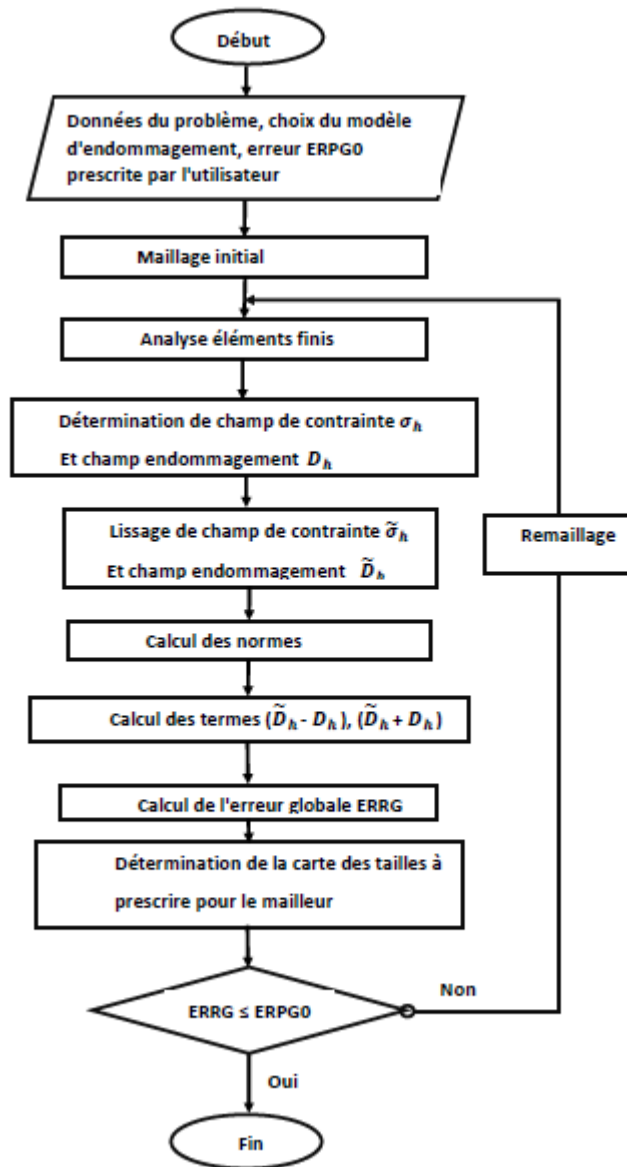 Début
Données du problème, choix du modèle
d'endommagement, erreur ERPG0
prescrite par l'utilisateur
Maillage initial
Analyse éléments finis
Détermination de champ de contrainte σₕ
Et champ endommagement Dₕ
Lissage de champ de contrainte σ̃ₕ
Et champ endommagement D̃ₕ
Remaillage
Calcul des normes
Calcul des termes (D̃ₕ - Dₕ), (D̃ₕ + Dₕ)
Calcul de l'erreur globale ERRG
Détermination de la carte des tailles à
prescrire pour le mailleur
ERRG ≤ ERPG0
Non
Oui
Fin